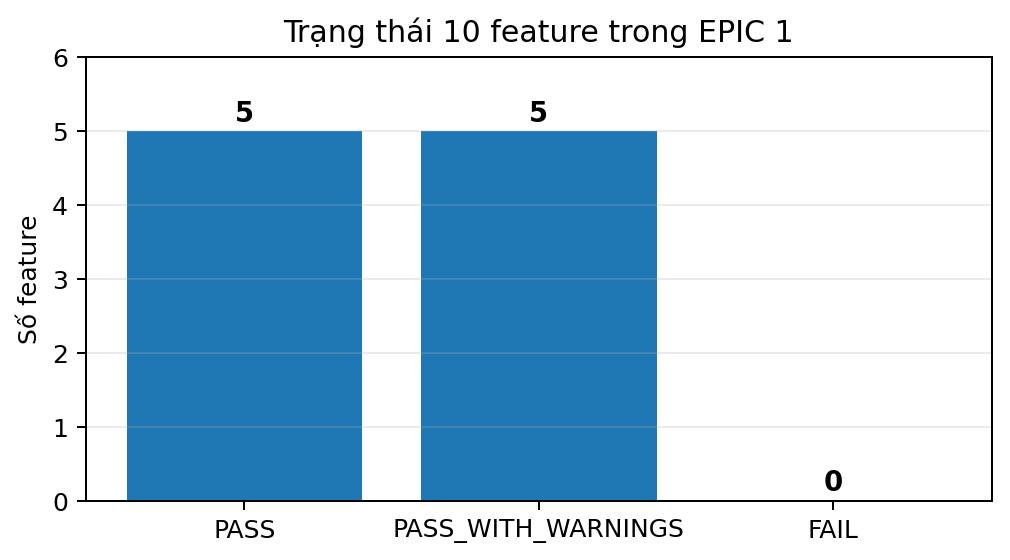 Trạng thái 10 feature trong EPIC 1
Số feature
6
5
4
3
2
1
0
5
5
0
PASS
PASS_WITH_WARNINGS
FAIL